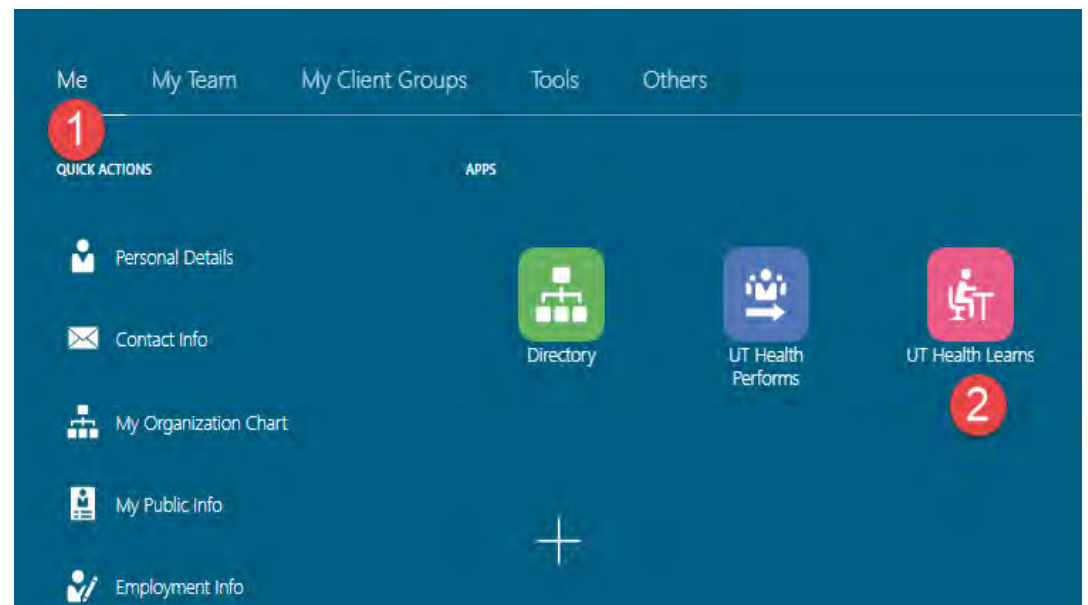 Me My Team My Client Groups Tools Others
1
QUICK ACTIONS APPS
Personal Details
Contact Info
Directory UT Health Performs UT Health Learns
2
My Organization Chart
My Public Info
Employment Info